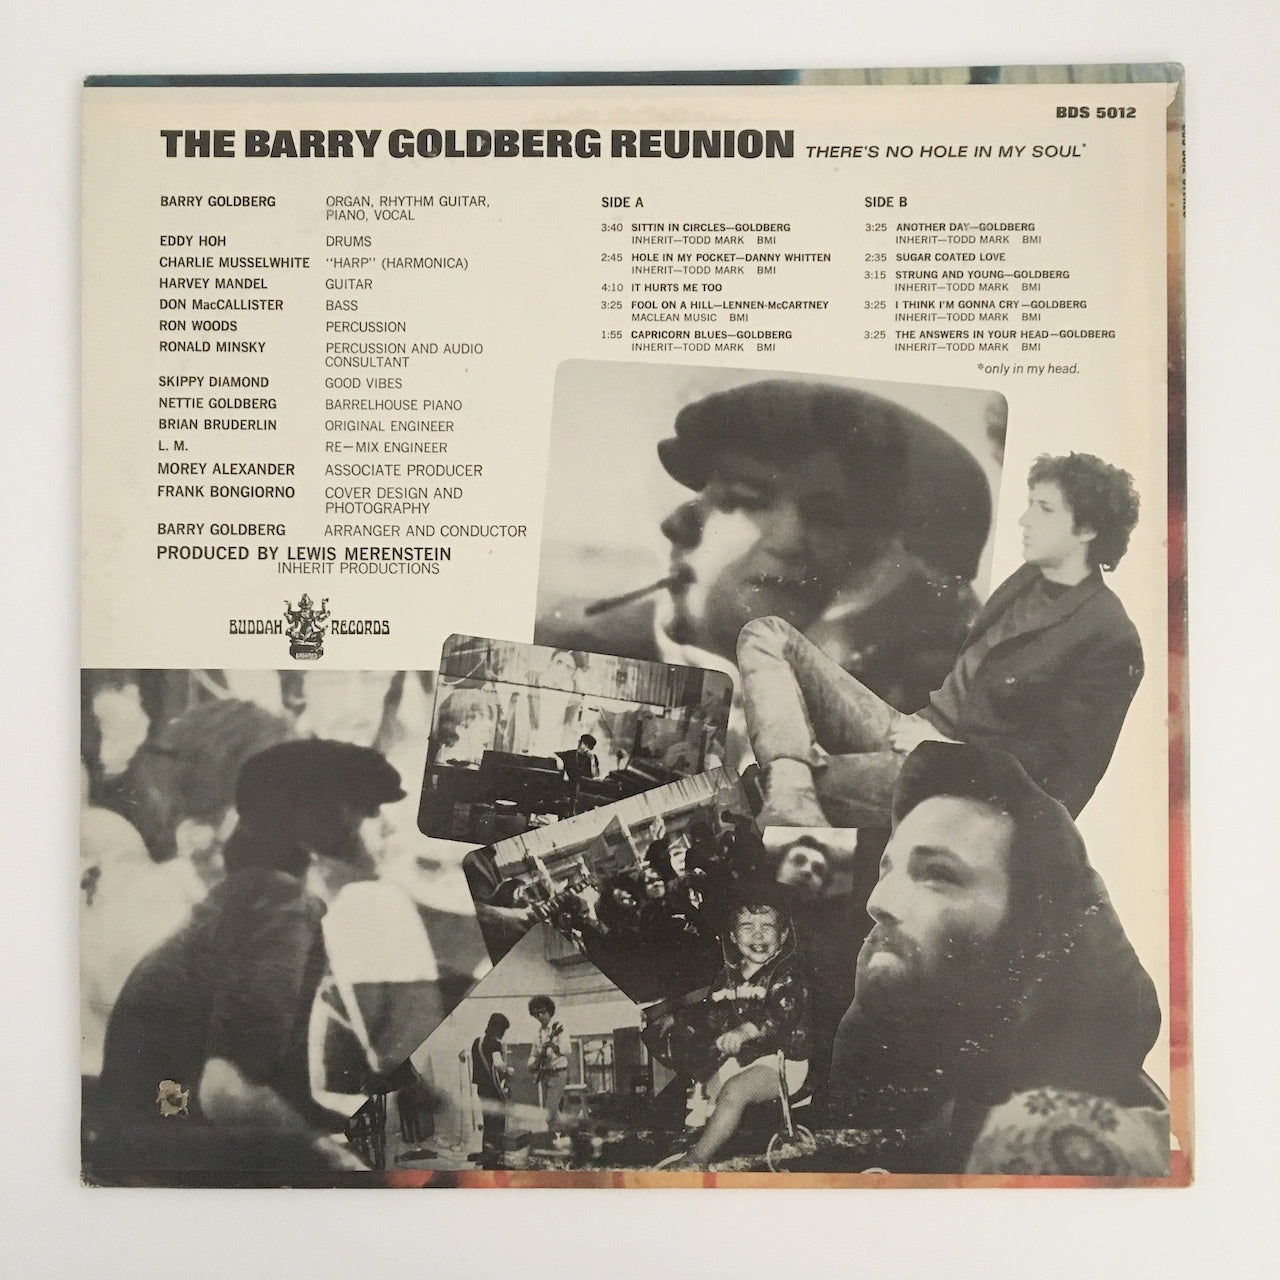 BDS 5012
THE BARRY GOLDBERG REUNION THERE'S NO HOLE IN MY SOUL*
BARRY GOLDBERG ORGAN, RHYTHM GUITAR,
PIANO, VOCAL
EDDY HOH DRUMS
CHARLIE MUSSELWHITE "HARP" (HARMONICA)
HARVEY MANDEL GUITAR
DON MacCALLISTER BASS
RON WOODS PERCUSSION
RONALD MINSKY PERCUSSION AND AUDIO
CONSULTANT
SKIPPY DIAMOND GOOD VIBES
NETTIE GOLDBERG BARRELHOUSE PIANO
BRIAN BRUDERLIN ORIGINAL ENGINEER
L. M. RE—MIX ENGINEER
MOREY ALEXANDER ASSOCIATE PRODUCER
FRANK BONGIORNO COVER DESIGN AND
PHOTOGRAPHY
BARRY GOLDBERG ARRANGER AND CONDUCTOR
PRODUCED BY LEWIS MERENSTEIN
INHERIT PRODUCTIONS
BUDDAH RECORDS
SIDE A
3:40 SITTIN IN CIRCLES—GOLDBERG
INHERIT—TODD MARK BMI
2:45 HOLE IN MY POCKET—DANNY WHITTEN
INHERIT—TODD MARK BMI
4:10 IT HURTS ME TOO
3:25 FOOL ON A HILL—LENNEN-McCARTNEY
MACLEAN MUSIC BMI
1:55 CAPRICORN BLUES—GOLDBERG
INHERIT—TODD MARK BMI
SIDE B
3:25 ANOTHER DAY—GOLDBERG
INHERIT—TODD MARK BMI
2:35 SUGAR COATED LOVE
3:15 STRUNG AND YOUNG—GOLDBERG
INHERIT—TODD MARK BMI
3:25 I THINK I'M GONNA CRY—GOLDBERG
INHERIT—TODD MARK BMI
3:25 THE ANSWERS IN YOUR HEAD—GOLDBERG
INHERIT—TODD MARK BMI
*only in my head.